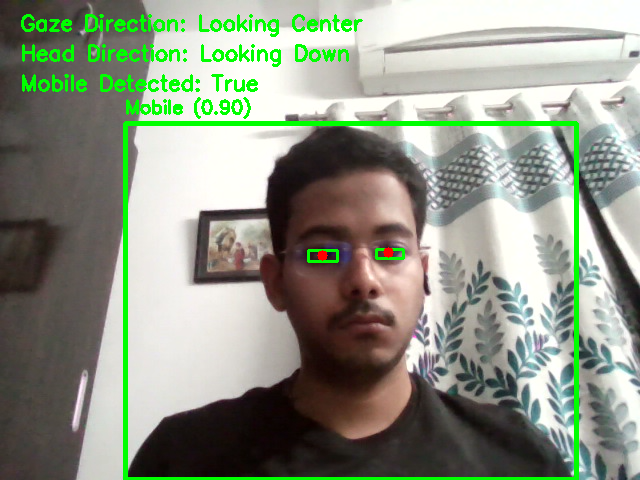 Gaze Direction: Looking Center
Head Direction: Looking Down
Mobile Detected: True
Mobile (0.90)